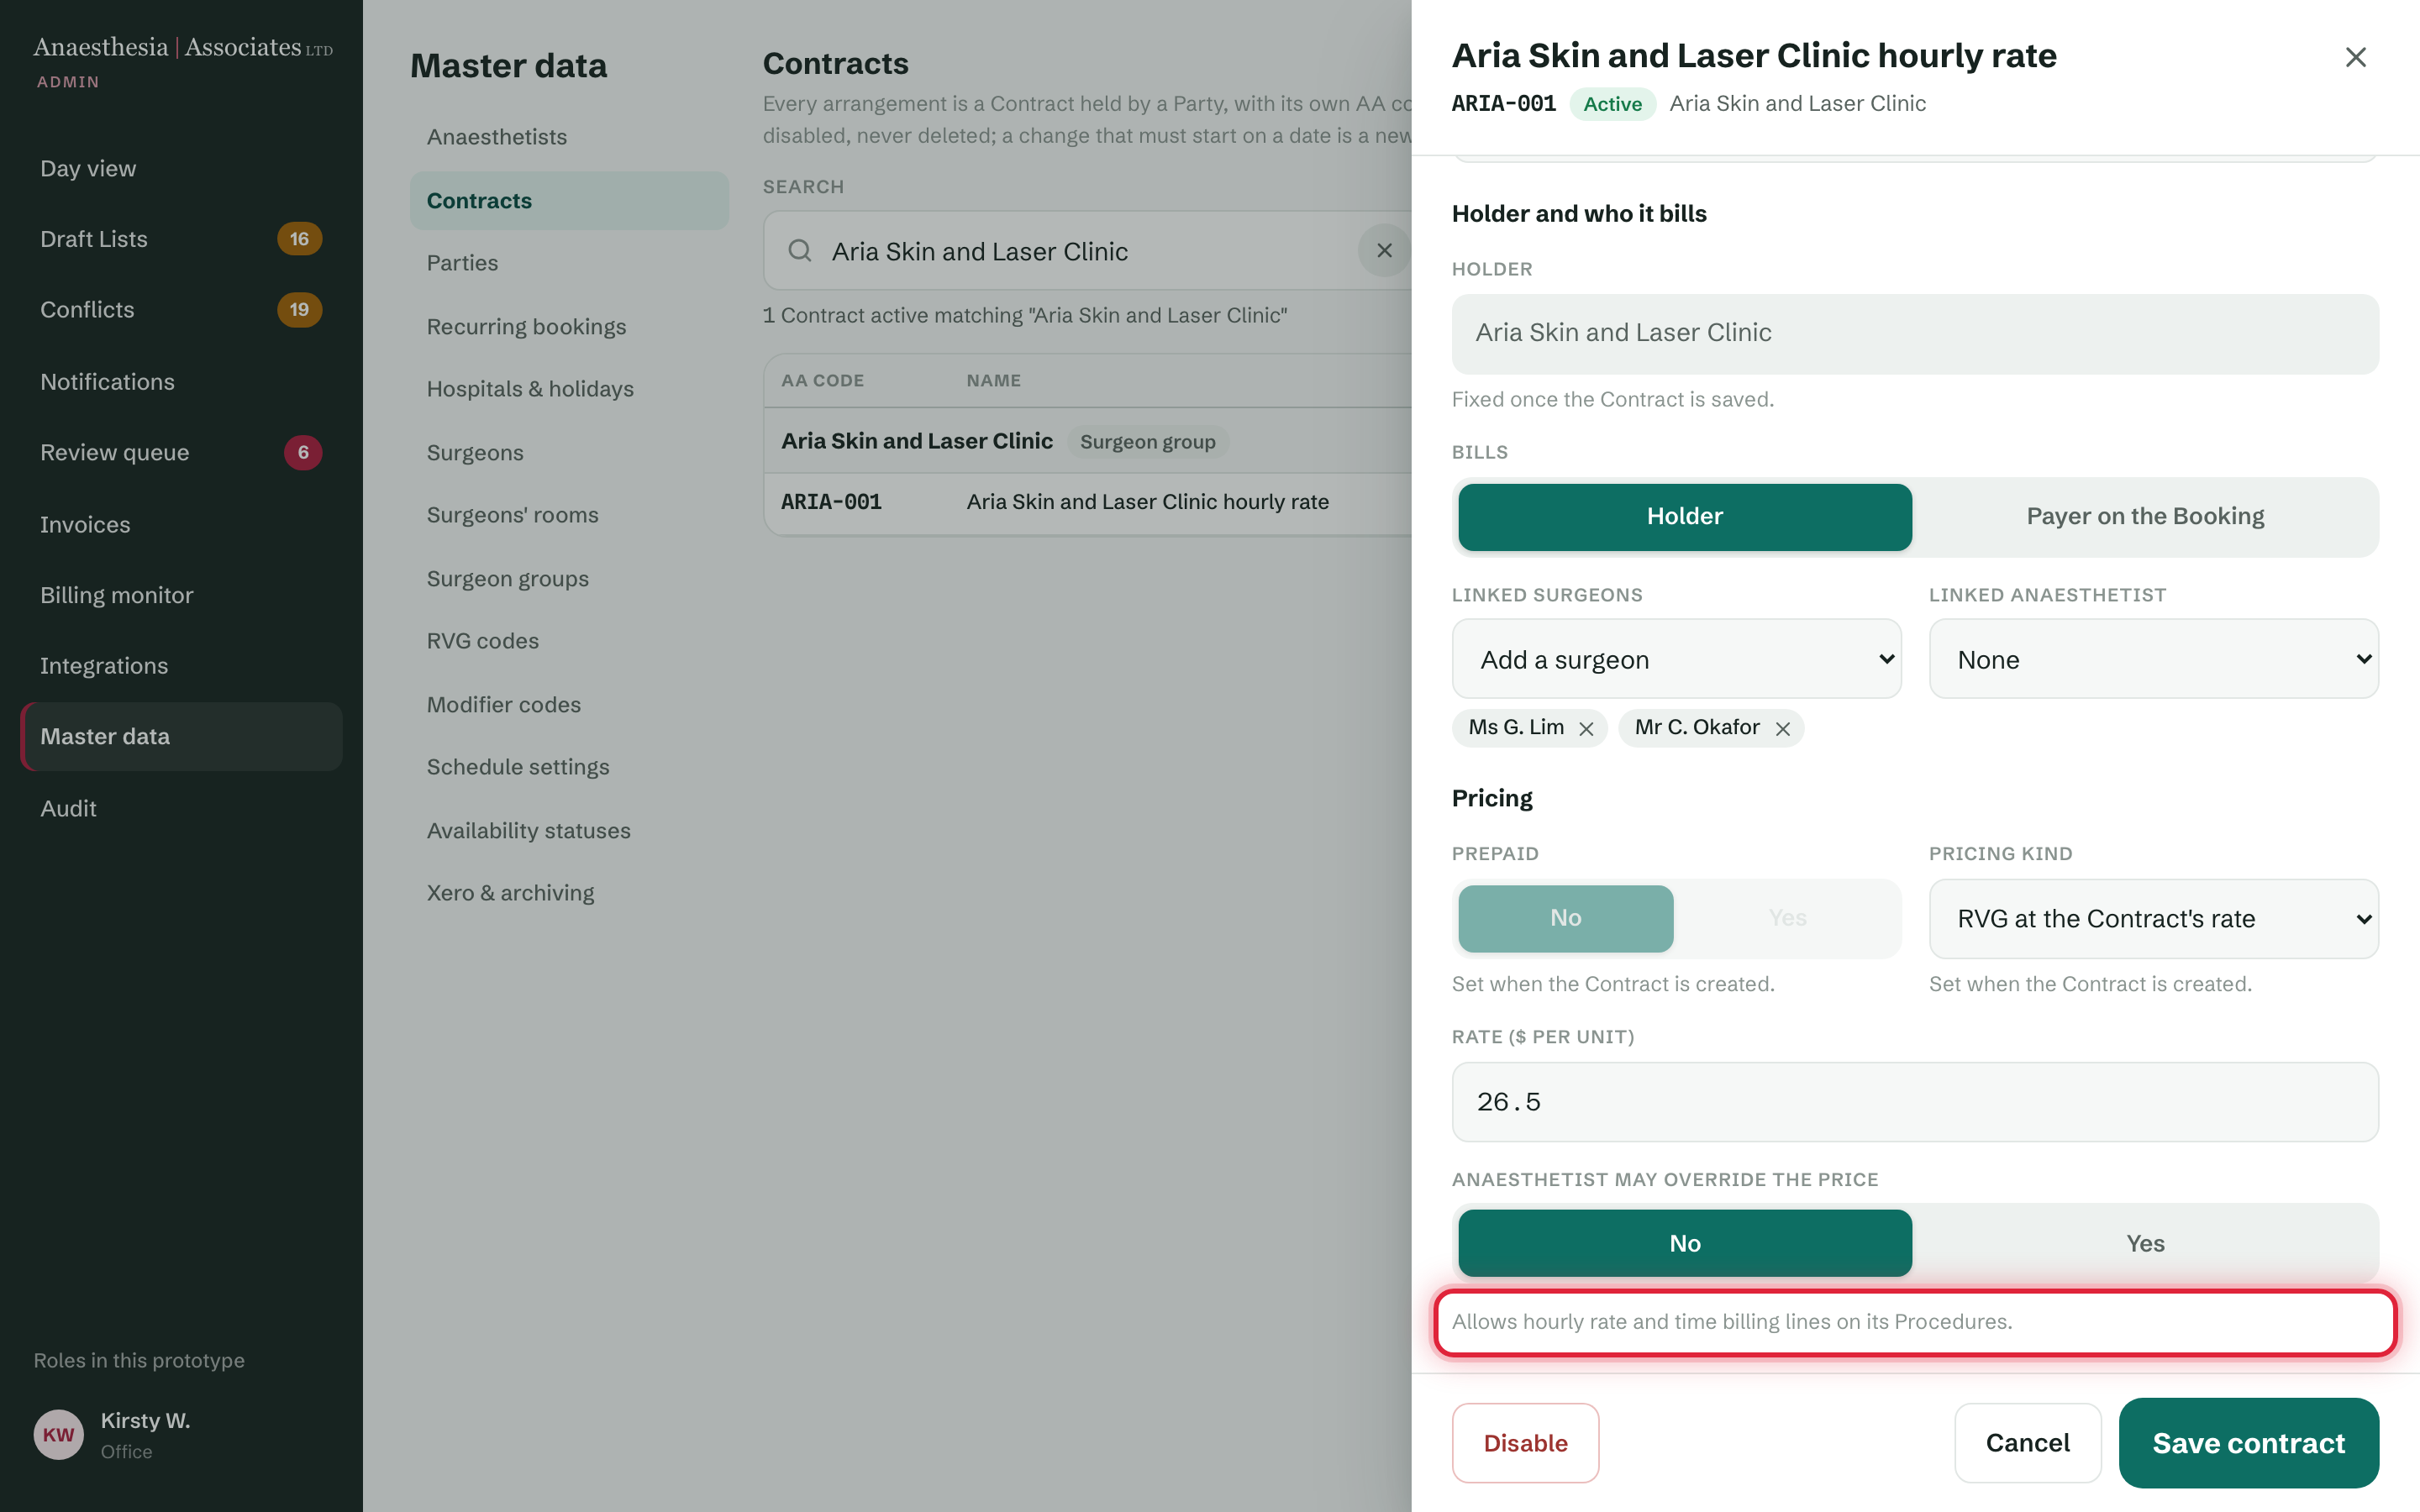 Anaesthesia | Associates LTD
ADMIN
Day view
Draft Lists 16
Conflicts 19
Notifications
Review queue 6
Invoices
Billing monitor
Integrations
Master data
Audit
Roles in this prototype
KW Kirsty W.
Office
Master data
Anaesthetists
Contracts
Parties
Recurring bookings
Hospitals & holidays
Surgeons
Surgeons' rooms
Surgeon groups
RVG codes
Modifier codes
Schedule settings
Availability statuses
Xero & archiving
Contracts
Every arrangement is a Contract held by a Party, with its own AA
disabled, never deleted; a change that must start on a date is a new
SEARCH
Aria Skin and Laser Clinic
1 Contract active matching "Aria Skin and Laser Clinic"
AA CODE NAME
Aria Skin and Laser Clinic Surgeon group
ARIA-001 Aria Skin and Laser Clinic hourly rate
Aria Skin and Laser Clinic hourly rate
ARIA-001 Active Aria Skin and Laser Clinic
Holder and who it bills
HOLDER
Aria Skin and Laser Clinic
Fixed once the Contract is saved.
BILLS
Holder Payer on the Booking
LINKED SURGEONS LINKED ANAESTHETIST
Add a surgeon None
Ms G. Lim Mr C. Okafor
Pricing
PREPAID PRICING KIND
No Yes RVG at the Contract's rate
Set when the Contract is created. Set when the Contract is created.
RATE ($ PER UNIT)
26.5
ANAESTHETIST MAY OVERRIDE THE PRICE
No Yes
Allows hourly rate and time billing lines on its Procedures.
Disable Cancel Save contract